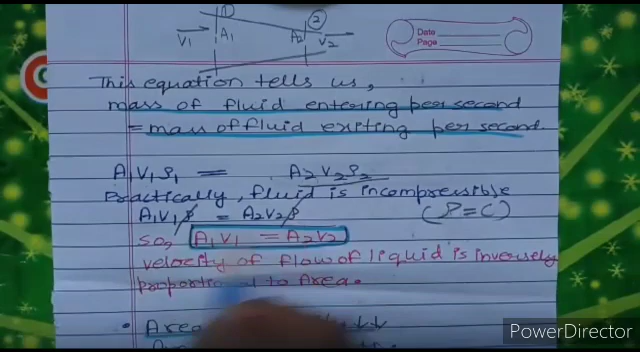 ① ②
V₁ A₁ A₂ V₂
Date
Page
This equation tells us,
mass of fluid entering per second
= mass of fluid exiting per second.
A₁V₁ρ₁ = A₂V₂ρ₂
Practically, fluid is incompressible
A₁V₁ρ = A₂V₂ρ (ρ=C)
so, A₁V₁ = A₂V₂
velocity of flow of liquid is inversely
to Area.
• Area ↓↓
PowerDirector